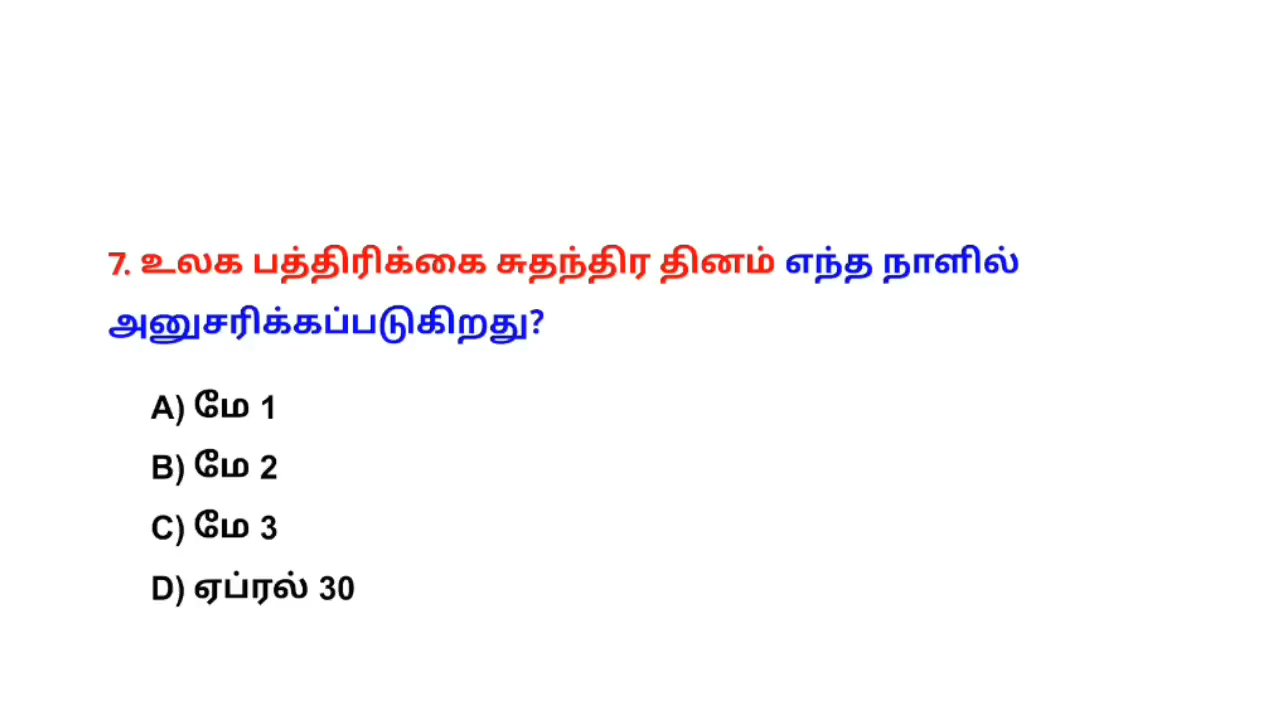 7. உலக பத்திரிக்கை சுதந்திர தினம் எந்த நாளில்
அனுசரிக்கப்படுகிறது?
A) மே 1
B) மே 2
C) மே 3
D) ஏப்ரல் 30